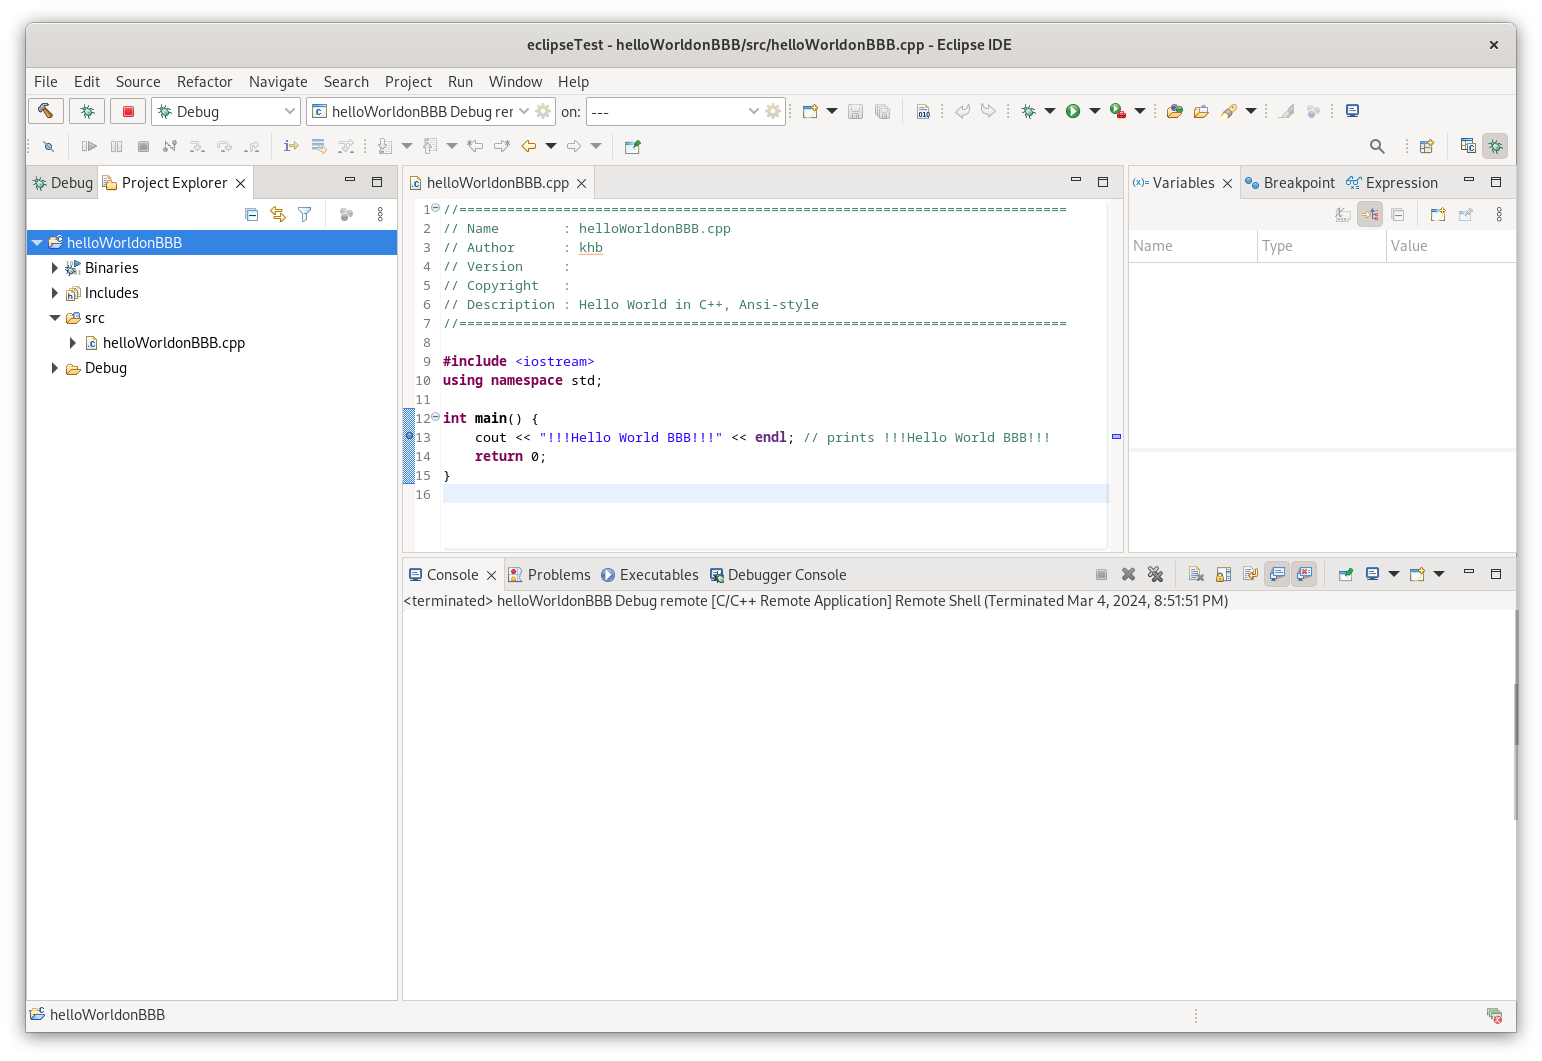 eclipseTest - helloWorldonBBB/src/helloWorldonBBB.cpp - Eclipse IDE
File Edit Source Refactor Navigate Search Project Run Window Help
Debug helloWorldonBBB Debug rer on: ---
Debug Project Explorer
helloWorldonBBB
Binaries
Includes
src
helloWorldonBBB.cpp
Debug
helloWorldonBBB.cpp
1 //============================================================================
2 // Name        : helloWorldonBBB.cpp
3 // Author      : khb
4 // Version     :
5 // Copyright   :
6 // Description : Hello World in C++, Ansi-style
7 //============================================================================
8
9 #include <iostream>
10 using namespace std;
11
12 int main() {
13     cout << "!!!Hello World BBB!!!" << endl; // prints !!!Hello World BBB!!!
14     return 0;
15 }
16
(x)= Variables Breakpoint Expression
Name Type Value
Console Problems Executables Debugger Console
<terminated> helloWorldonBBB Debug remote [C/C++ Remote Application] Remote Shell (Terminated Mar 4, 2024, 8:51:51 PM)
helloWorldonBBB